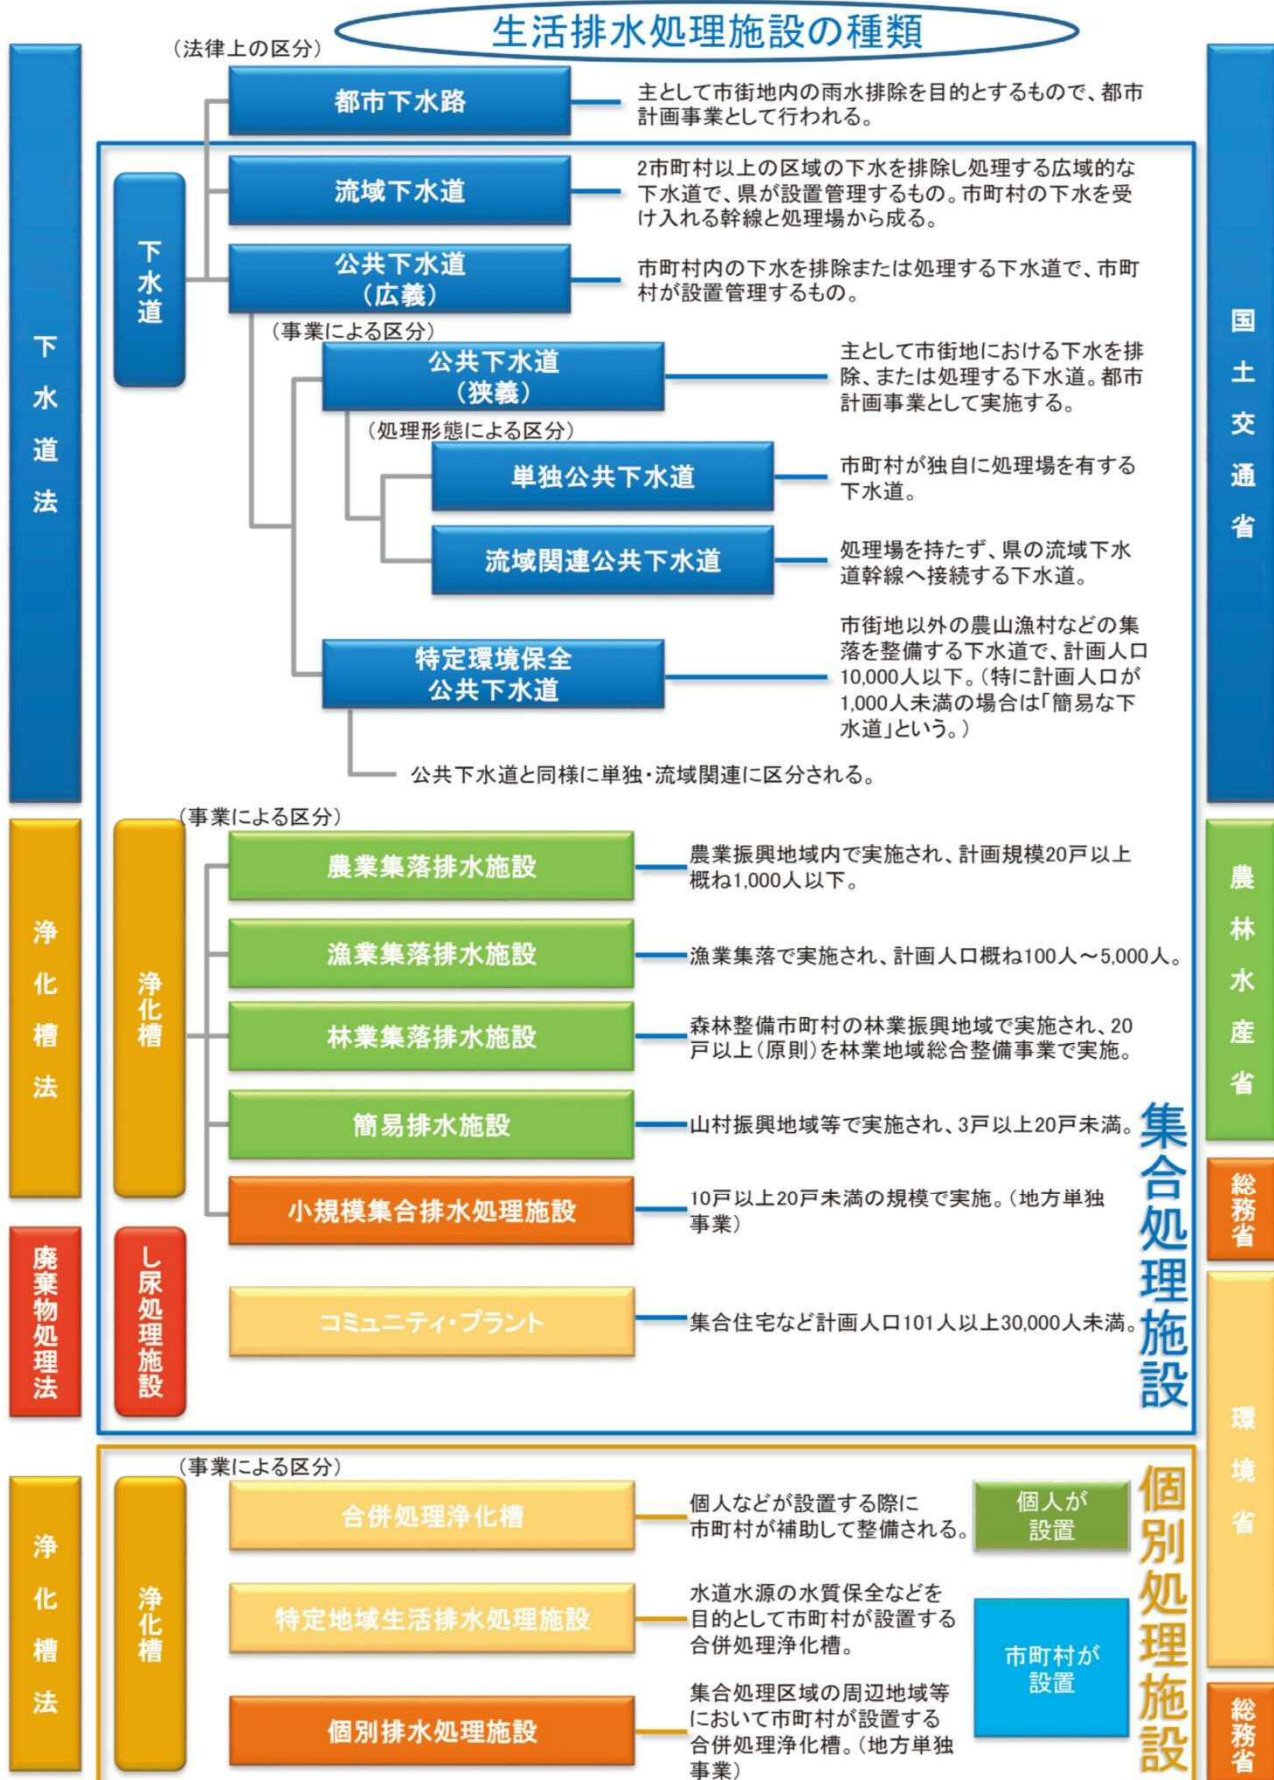 生活排水処理施設の種類
（法律上の区分）
下水道法
国土交通省
都市下水路
主として市街地内の雨水排除を目的とするもので、都市
計画事業として行われる。
下水道
流域下水道
2市町村以上の区域の下水を排除し処理する広域的な
下水道で、県が設置管理するもの。市町村の下水を受
け入れる幹線と処理場から成る。
公共下水道
（広義）
市町村内の下水を排除または処理する下水道で、市町
村が設置管理するもの。
（事業による区分）
公共下水道
（狭義）
主として市街地における下水を排
除、または処理する下水道。都市
計画事業として実施する。
（処理形態による区分）
単独公共下水道
市町村が独自に処理場を有する
下水道。
流域関連公共下水道
処理場を持たず、県の流域下水
道幹線へ接続する下水道。
特定環境保全
公共下水道
市街地以外の農山漁村などの集
落を整備する下水道で、計画人口
10,000人以下。（特に計画人口が
1,000人未満の場合は「簡易な下
水道」という。）
公共下水道と同様に単独・流域関連に区分される。
（事業による区分）
浄化槽法
浄化槽
農林水産省
農業集落排水施設
農業振興地域内で実施され、計画規模20戸以上
概ね1,000人以下。
漁業集落排水施設
漁業集落で実施され、計画人口概ね100人～5,000人。
林業集落排水施設
森林整備市町村の林業振興地域で実施され、20
戸以上（原則）を林業地域総合整備事業で実施。
簡易排水施設
山村振興地域等で実施され、3戸以上20戸未満。
集合処理施設
総務省
小規模集合排水処理施設
10戸以上20戸未満の規模で実施。（地方単独
事業）
廃棄物処理法
し尿処理施設
コミュニティ・プラント
集合住宅など計画人口101人以上30,000人未満。
環境省
（事業による区分）
浄化槽法
浄化槽
合併処理浄化槽
個人などが設置する際に
市町村が補助して整備される。
個人が
設置
個別処理施設
特定地域生活排水処理施設
水道水源の水質保全などを
目的として市町村が設置する
合併処理浄化槽。
市町村が
設置
個別排水処理施設
集合処理区域の周辺地域等
において市町村が設置する
合併処理浄化槽。（地方単独
事業）
総務省